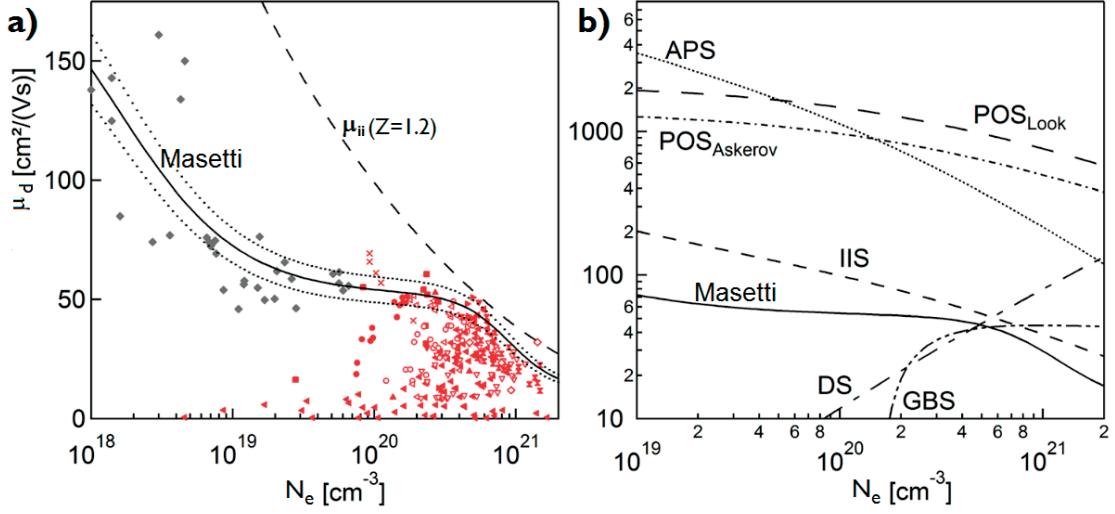 a)
μd [cm²/(Vs)]
150
100
50
0
μii (Z=1.2)
Masetti
10^18
10^19
10^20
10^21
Ne [cm^-3]
b)
6
4
2
1000
6
4
2
100
6
4
2
10
APS
POS_Look
POS_Askerov
IIS
Masetti
DS
GBS
10^19
2
4
6
8
10^20
2
4
6
8
10^21
2
Ne [cm^-3]